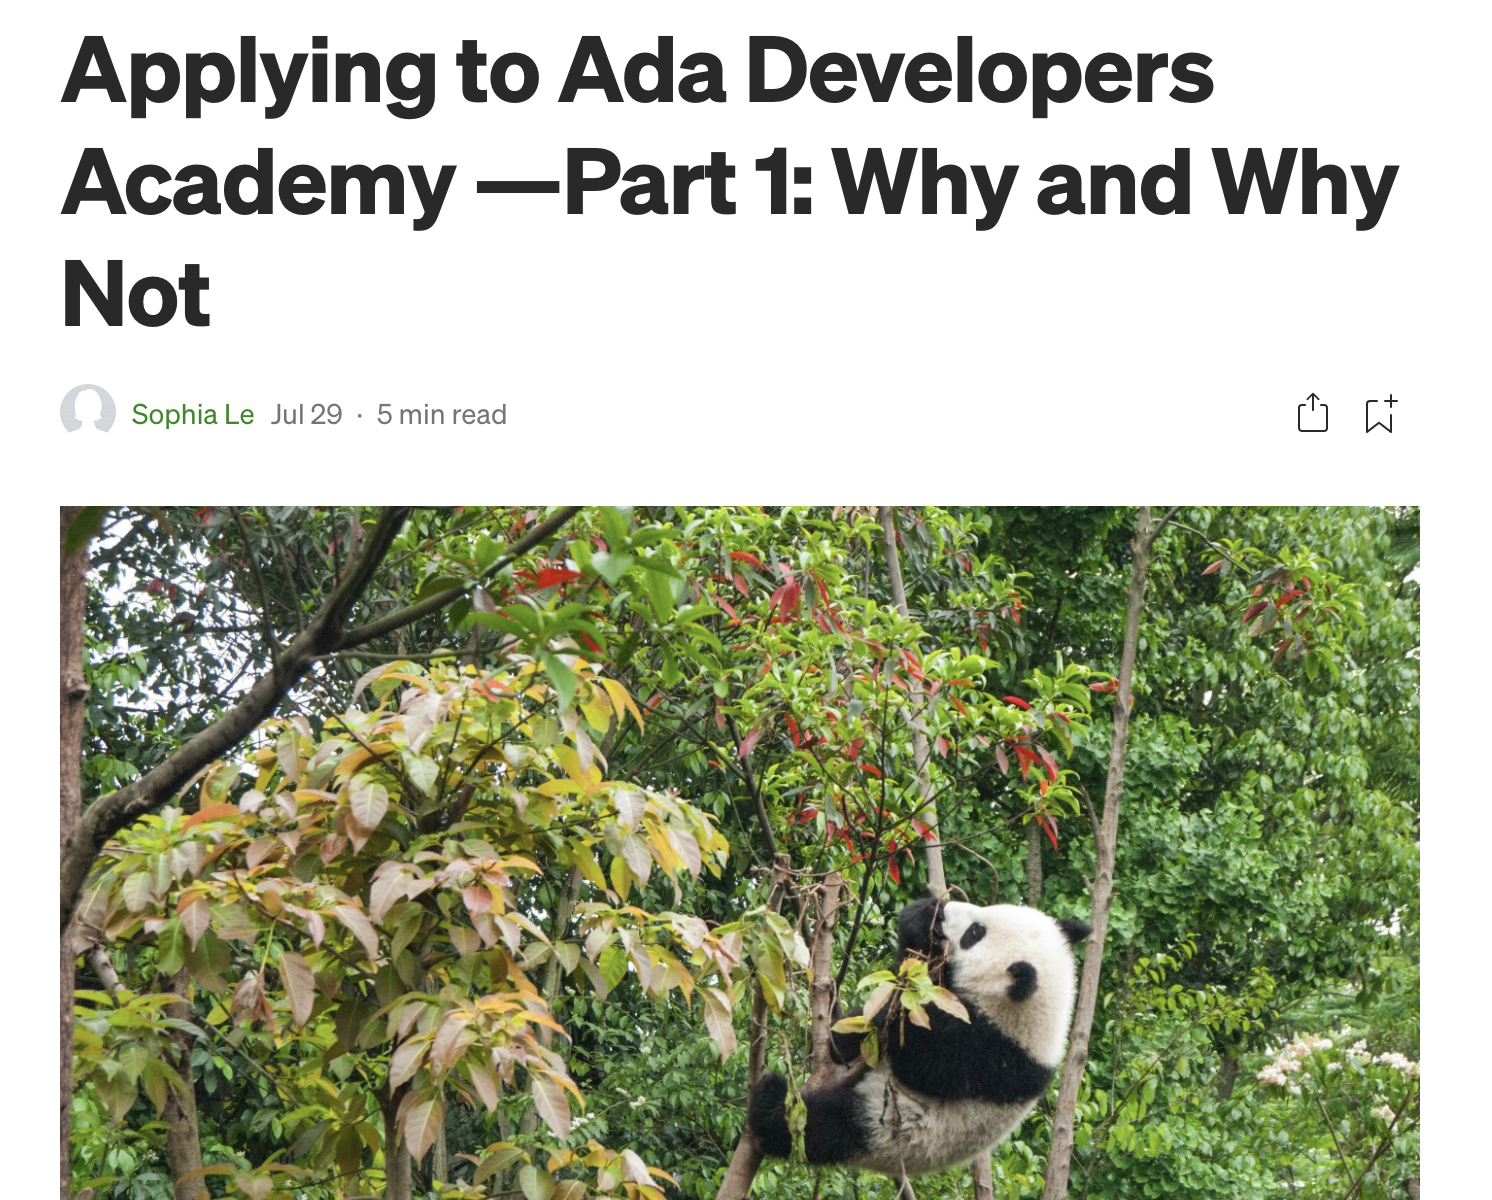 Applying to Ada Developers
Academy —Part 1: Why and Why
Not
Sophia Le Jul 29 · 5 min read